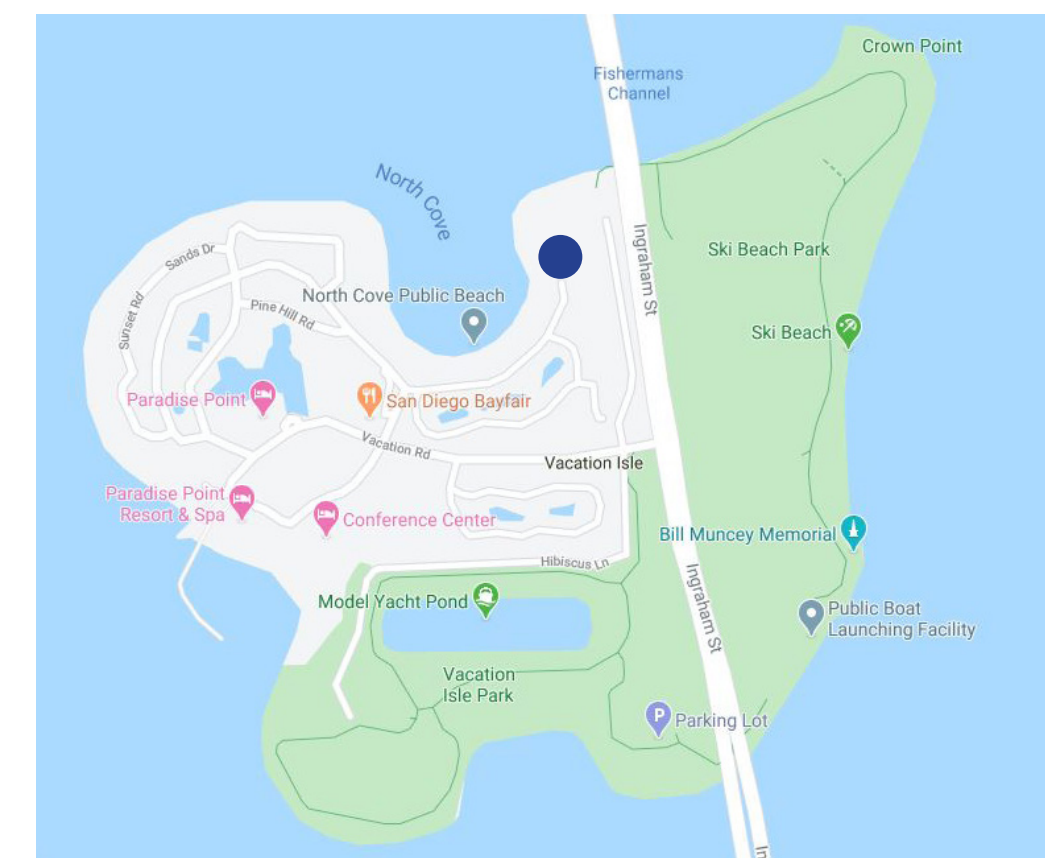 Crown Point
Fishermans
Channel
North Cove
Ingraham St
Sands Dr
Ski Beach Park
North Cove Public Beach
Sunset Rd
Pine Hill Rd
Ski Beach
Paradise Point
San Diego Bayfair
Vacation Rd
Vacation Isle
Paradise Point
Resort & Spa
Conference Center
Bill Muncey Memorial
Hibiscus Ln
Ingraham St
Model Yacht Pond
Public Boat
Launching Facility
Vacation
Isle Park
P
Parking Lot